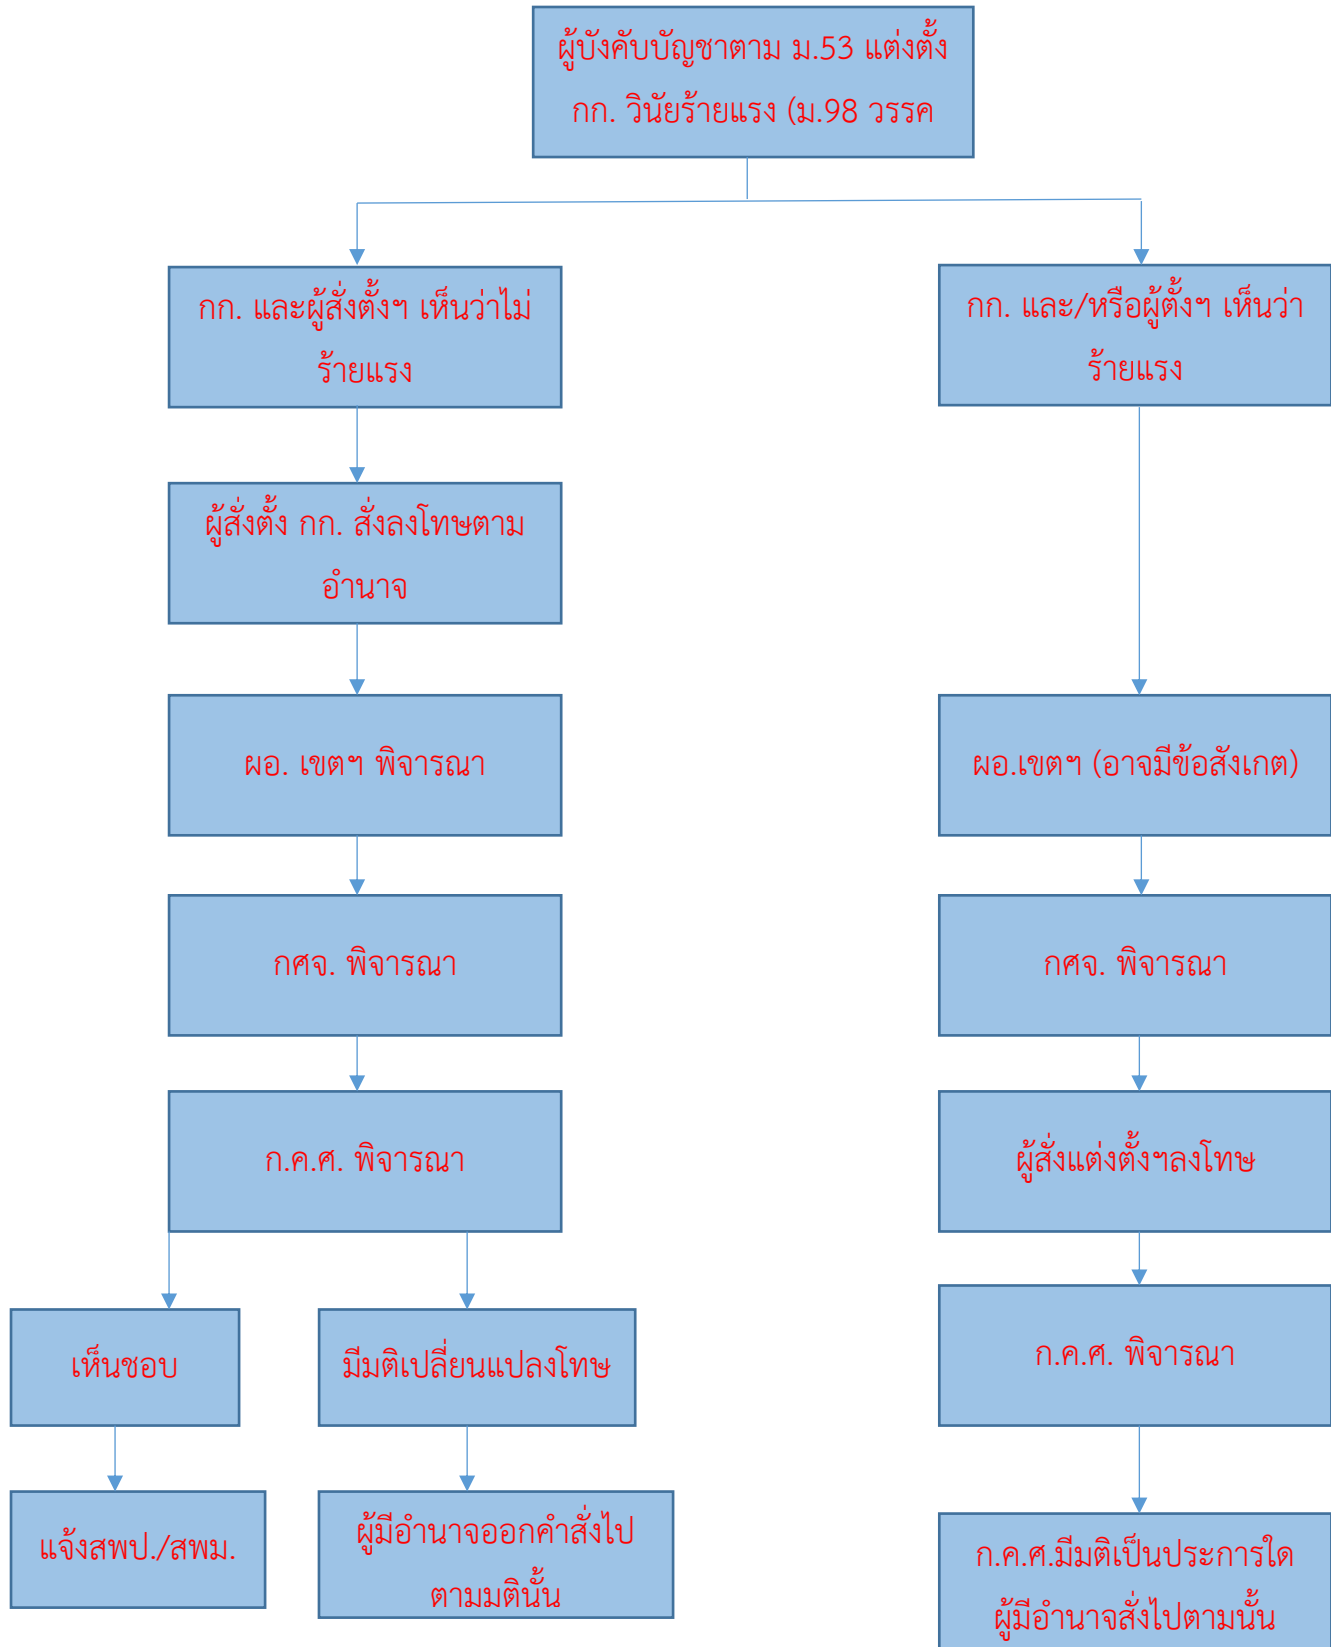 ผู้บังคับบัญชาตาม ม.53 แต่งตั้ง
กก. วินัยร้ายแรง (ม.98 วรรค
กก. และผู้สั่งตั้งฯ เห็นว่าไม่
ร้ายแรง
กก. และ/หรือผู้ตั้งฯ เห็นว่า
ร้ายแรง
ผู้สั่งตั้ง กก. สั่งลงโทษตาม
อำนาจ
ผอ. เขตฯ พิจารณา
ผอ.เขตฯ (อาจมีข้อสังเกต)
กศจ. พิจารณา
กศจ. พิจารณา
ก.ค.ศ. พิจารณา
ผู้สั่งแต่งตั้งฯลงโทษ
เห็นชอบ
มีมติเปลี่ยนแปลงโทษ
ก.ค.ศ. พิจารณา
แจ้งสพป./สพม.
ผู้มีอำนาจออกคำสั่งไป
ตามมตินั้น
ก.ค.ศ.มีมติเป็นประการใด
ผู้มีอำนาจสั่งไปตามนั้น